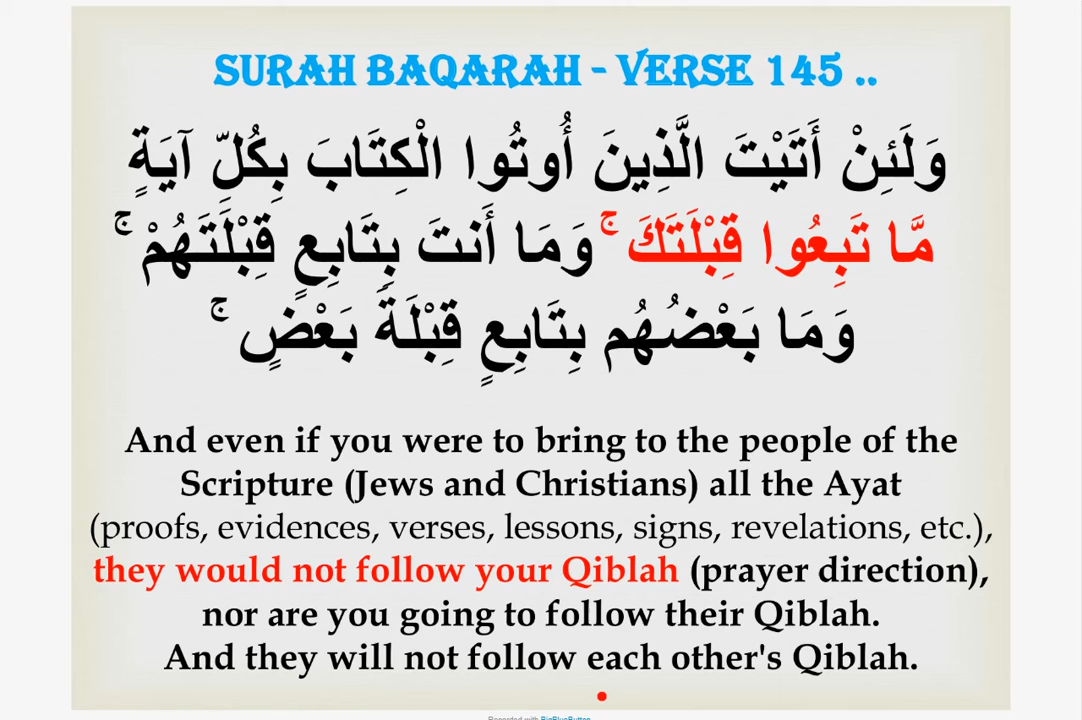 SURAH BAQARAH - VERSE 145 ..
وَلَئِنْ أَتَيْتَ الَّذِينَ أُوتُوا الْكِتَابَ بِكُلِّ آيَةٍ
مَّا تَبِعُوا قِبْلَتَكَ ۚ وَمَا أَنتَ بِتَابِعٍ قِبْلَتَهُمْ ۚ
وَمَا بَعْضُهُم بِتَابِعٍ قِبْلَةَ بَعْضٍ ۚ
And even if you were to bring to the people of the
Scripture (Jews and Christians) all the Ayat
(proofs, evidences, verses, lessons, signs, revelations, etc.),
they would not follow your Qiblah (prayer direction),
nor are you going to follow their Qiblah.
And they will not follow each other's Qiblah.
Recorded with BigBlueButton